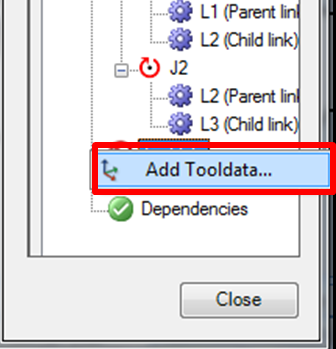 L1 (Parent link
L2 (Child link)
J2
L2 (Parent link
L3 (Child link)
Add Tooldata...
Dependencies
Close